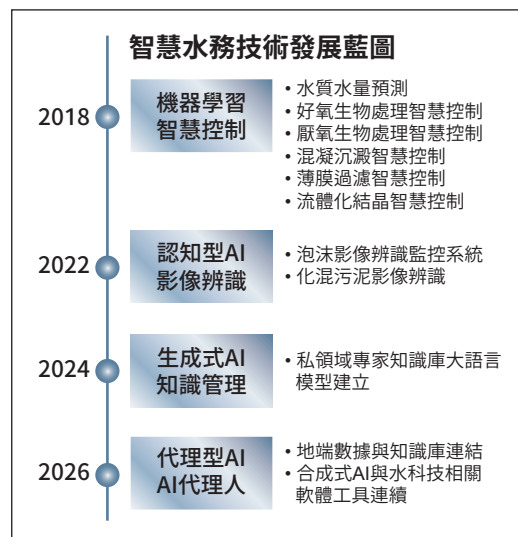 智慧水務技術發展藍圖
2018
機器學習
智慧控制
• 水質水量預測
• 好氧生物處理智慧控制
• 厭氧生物處理智慧控制
• 混凝沉澱智慧控制
• 薄膜過濾智慧控制
• 流體化結晶智慧控制
2022
認知型AI
影像辨識
• 泡沫影像辨識監控系統
• 化混污泥影像辨識
2024
生成式AI
知識管理
• 私領域專家知識庫大語言
模型建立
2026
代理型AI
AI代理人
• 地端數據與知識庫連結
• 合成式AI與水科技相關
軟體工具連續